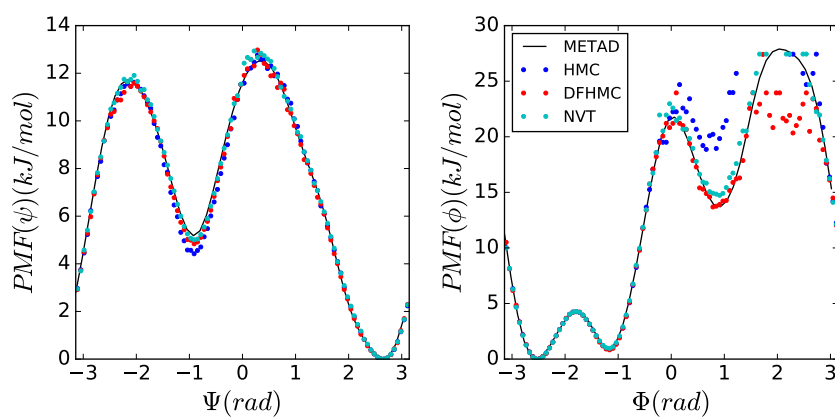 14
12
10
8
6
4
2
0
PMF(ψ)(kJ/mol)
−3 −2 −1 0 1 2 3
Ψ(rad)
30
25
20
15
10
5
0
PMF(ϕ)(kJ/mol)
METAD
HMC
DFHMC
NVT
−3 −2 −1 0 1 2 3
Φ(rad)